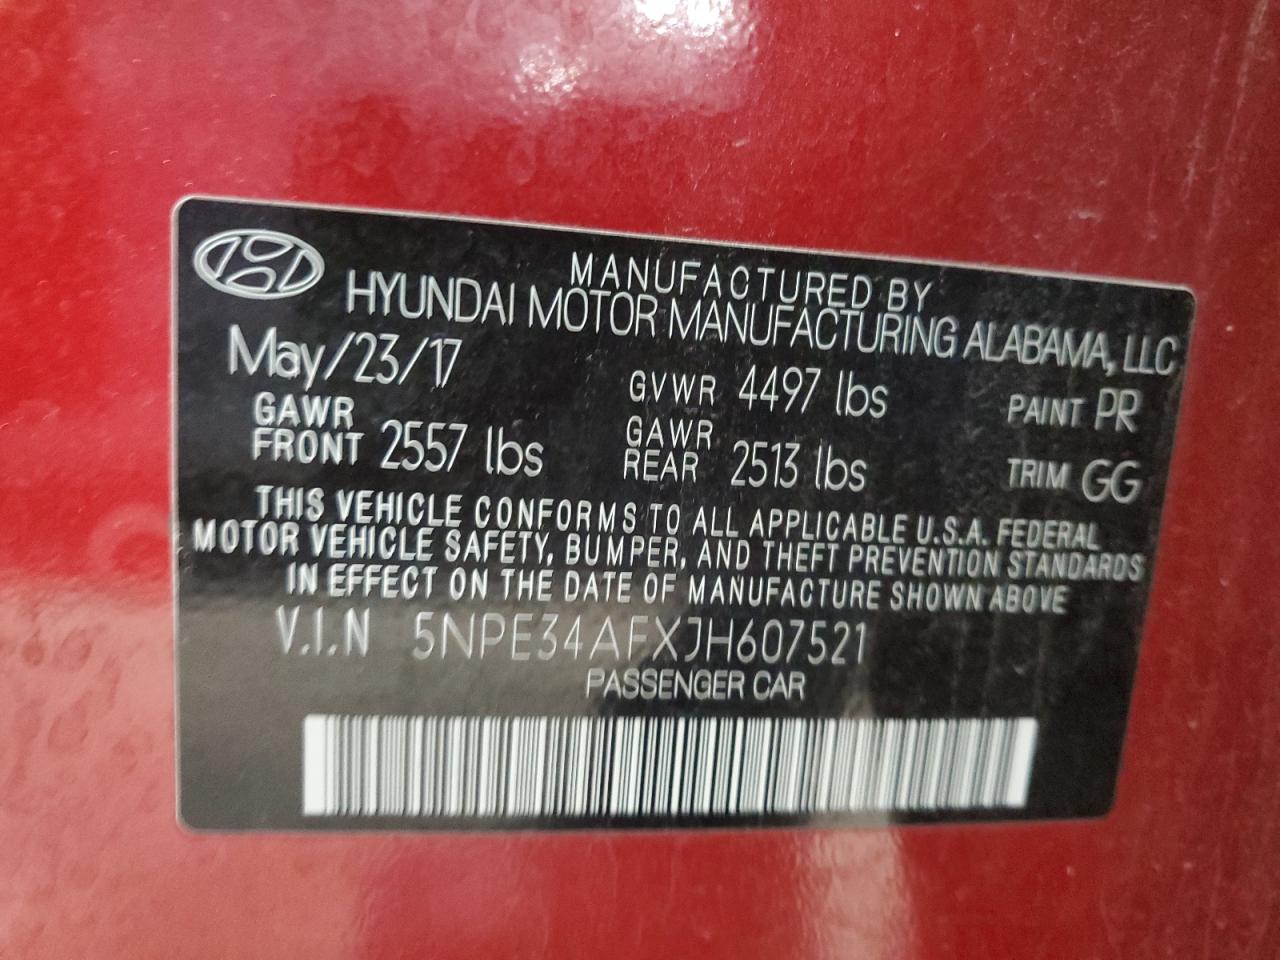 MANUFACTURED BY
HYUNDAI MOTOR MANUFACTURING ALABAMA, LLC
May/23/17 GVWR 4497 lbs PAINT PR
GAWR FRONT 2557 lbs GAWR REAR 2513 lbs TRIM GG
THIS VEHICLE CONFORMS TO ALL APPLICABLE U.S.A. FEDERAL
MOTOR VEHICLE SAFETY, BUMPER, AND THEFT PREVENTION STANDARDS
IN EFFECT ON THE DATE OF MANUFACTURE SHOWN ABOVE
V.I.N 5NPE34AFXJH607521
PASSENGER CAR